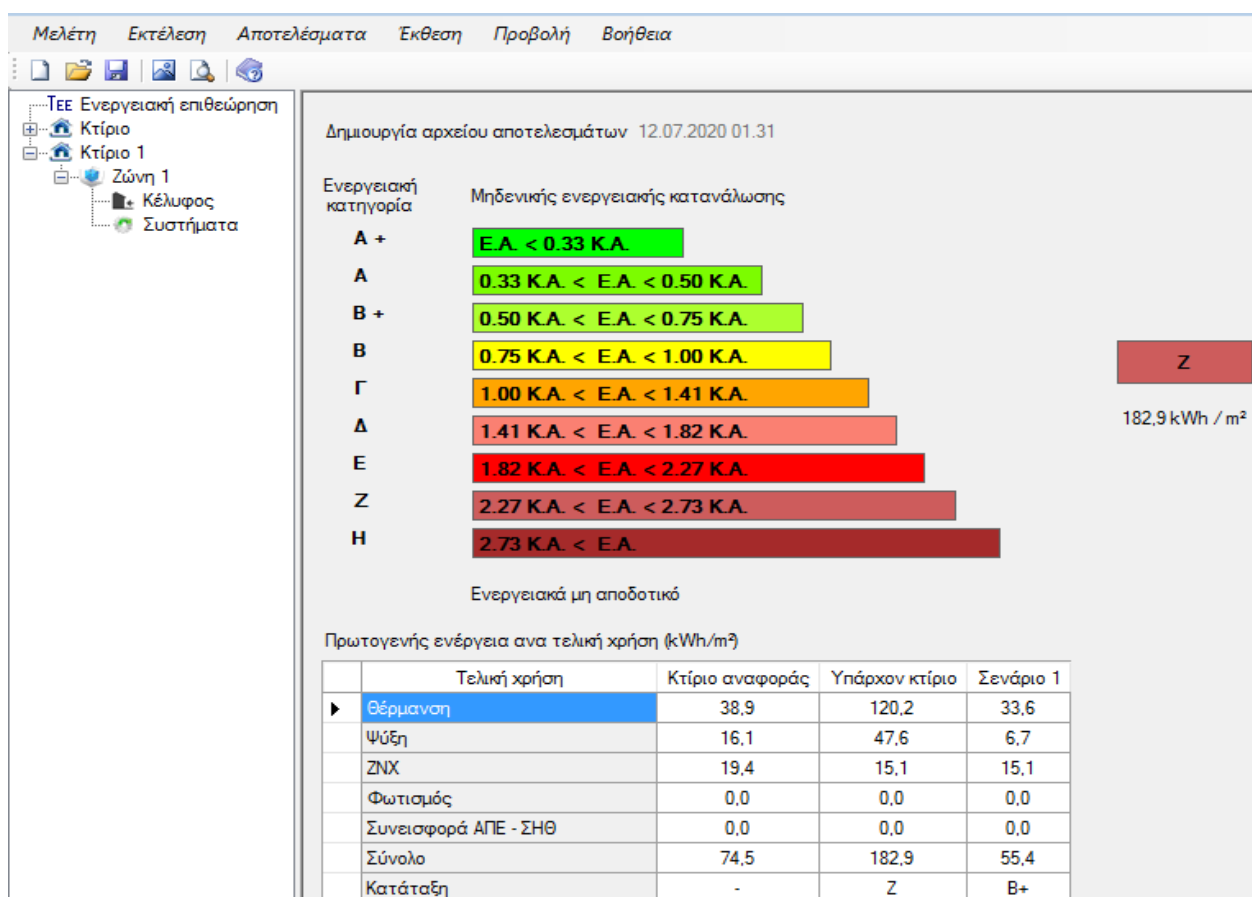 Μελέτη Εκτέλεση Αποτελέσματα Έκθεση Προβολή Βοήθεια
TEE Ενεργειακή επιθεώρηση
Κτίριο
Κτίριο 1
Ζώνη 1
Κέλυφος
Συστήματα
Δημιουργία αρχείου αποτελεσμάτων 12.07.2020 01.31
Ενεργειακή
κατηγορία
Μηδενικής ενεργειακής κατανάλωσης
A + E.A. < 0.33 K.A.
A 0.33 K.A. < E.A. < 0.50 K.A.
B + 0.50 K.A. < E.A. < 0.75 K.A.
B 0.75 K.A. < E.A. < 1.00 K.A.
Γ 1.00 K.A. < E.A. < 1.41 K.A.
Δ 1.41 K.A. < E.A. < 1.82 K.A.
E 1.82 K.A. < E.A. < 2.27 K.A.
Z 2.27 K.A. < E.A. < 2.73 K.A.
H 2.73 K.A. < E.A.
Z
182,9 kWh / m²
Ενεργειακά μη αποδοτικό
Πρωτογενής ενέργεια ανα τελική χρήση (kWh/m²)
Τελική χρήση Κτίριο αναφοράς Υπάρχον κτίριο Σενάριο 1
Θέρμανση 38,9 120,2 33,6
Ψύξη 16,1 47,6 6,7
ΖΝΧ 19,4 15,1 15,1
Φωτισμός 0,0 0,0 0,0
Συνεισφορά ΑΠΕ - ΣΗΘ 0,0 0,0 0,0
Σύνολο 74,5 182,9 55,4
Κατάταξη - Z B+